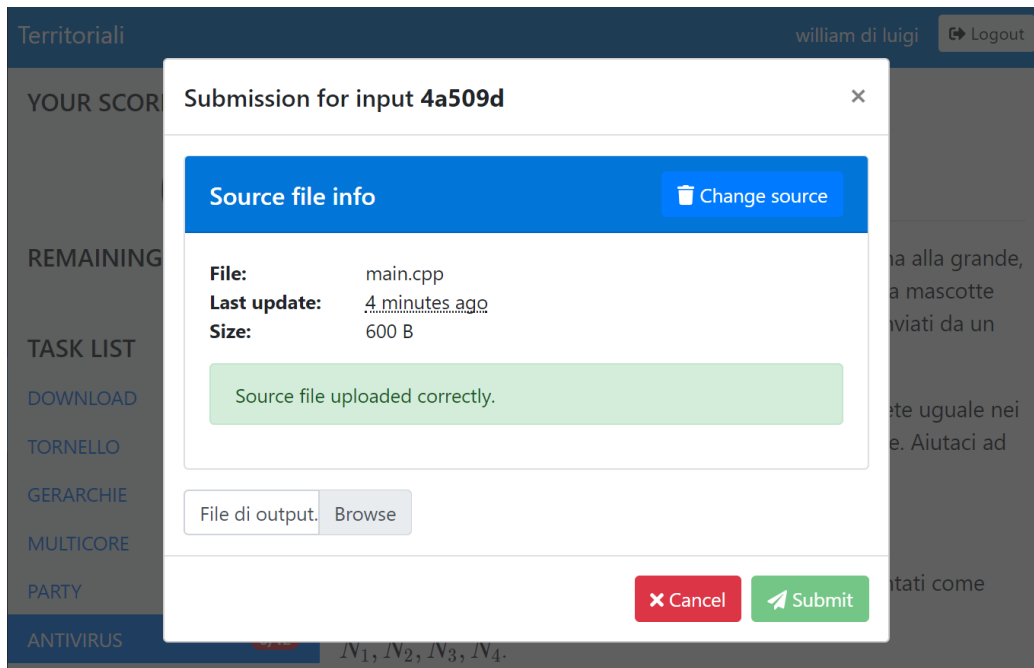 Territoriali
william di luigi
Logout
YOUR SCOR
Submission for input 4a509d
×
Source file info
Change source
REMAINING
na alla grande,
File: main.cpp
a mascotte
Last update: 4 minutes ago
nviati da un
Size: 600 B
TASK LIST
Source file uploaded correctly.
DOWNLOAD
ete uguale nei
TORNELLO
e. Aiutaci ad
GERARCHIE
File di output. Browse
MULTICORE
PARTY
ntati come
Cancel
Submit
ANTIVIRUS
N₁, N₂, N₃, N₄.